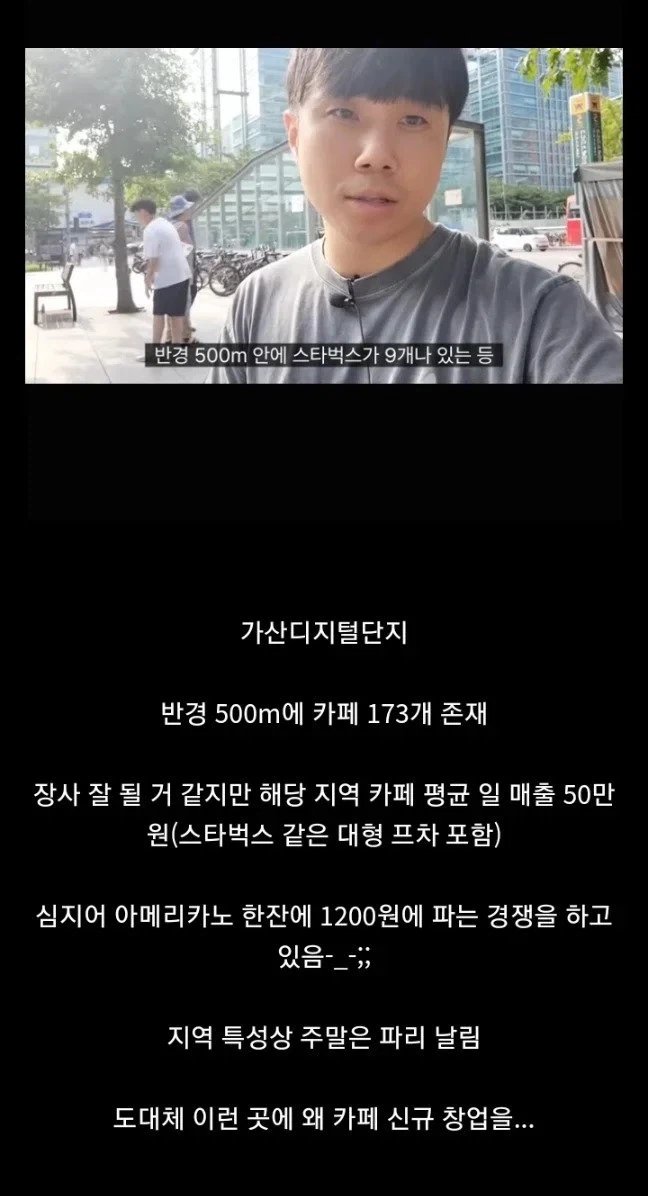 반경 500m 안에 스타벅스가 9개나 있는 등
가산디지털단지
반경 500m에 카페 173개 존재
장사 잘 될 거 같지만 해당 지역 카페 평균 일 매출 50만
원(스타벅스 같은 대형 프차 포함)
심지어 아메리카노 한잔에 1200원에 파는 경쟁을 하고
있음-_-;;
지역 특성상 주말은 파리 날림
도대체 이런 곳에 왜 카페 신규 창업을...